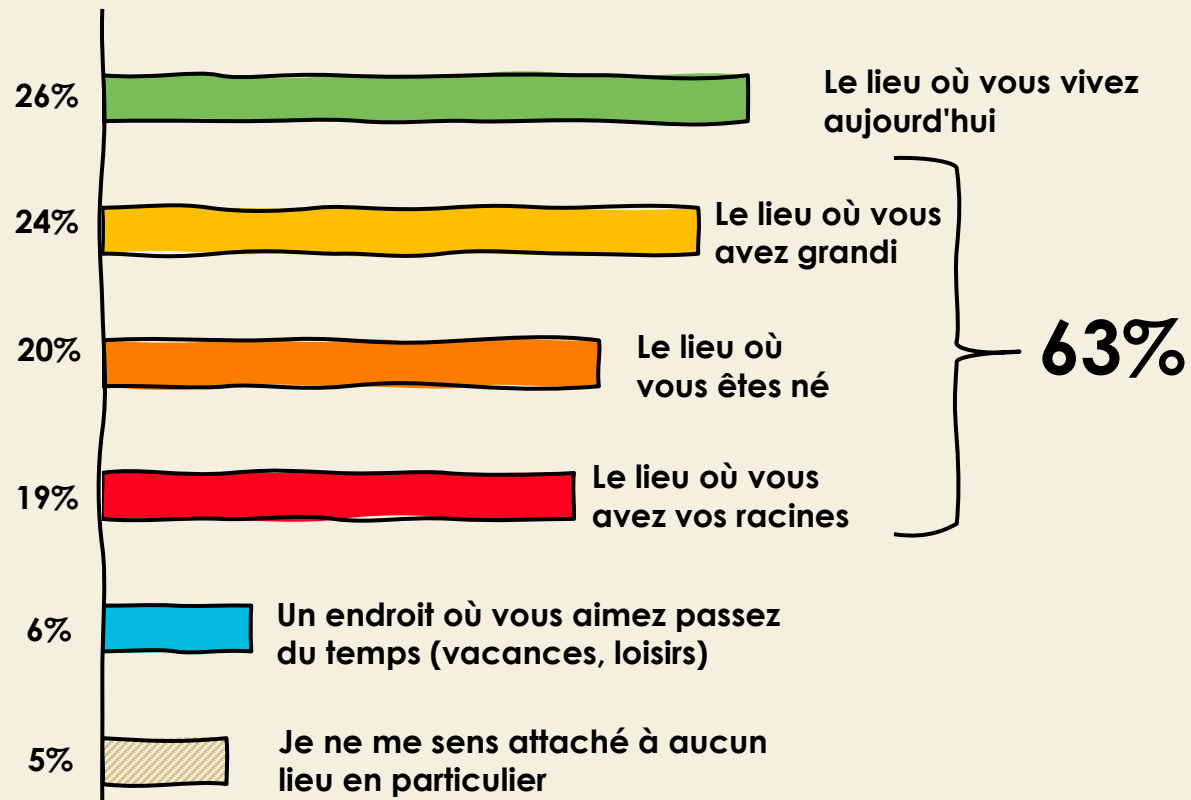 26%
Le lieu où vous vivez
aujourd'hui
24%
Le lieu où vous
avez grandi
20%
Le lieu où
vous êtes né
63%
19%
Le lieu où vous
avez vos racines
6%
Un endroit où vous aimez passez
du temps (vacances, loisirs)
5%
Je ne me sens attaché à aucun
lieu en particulier